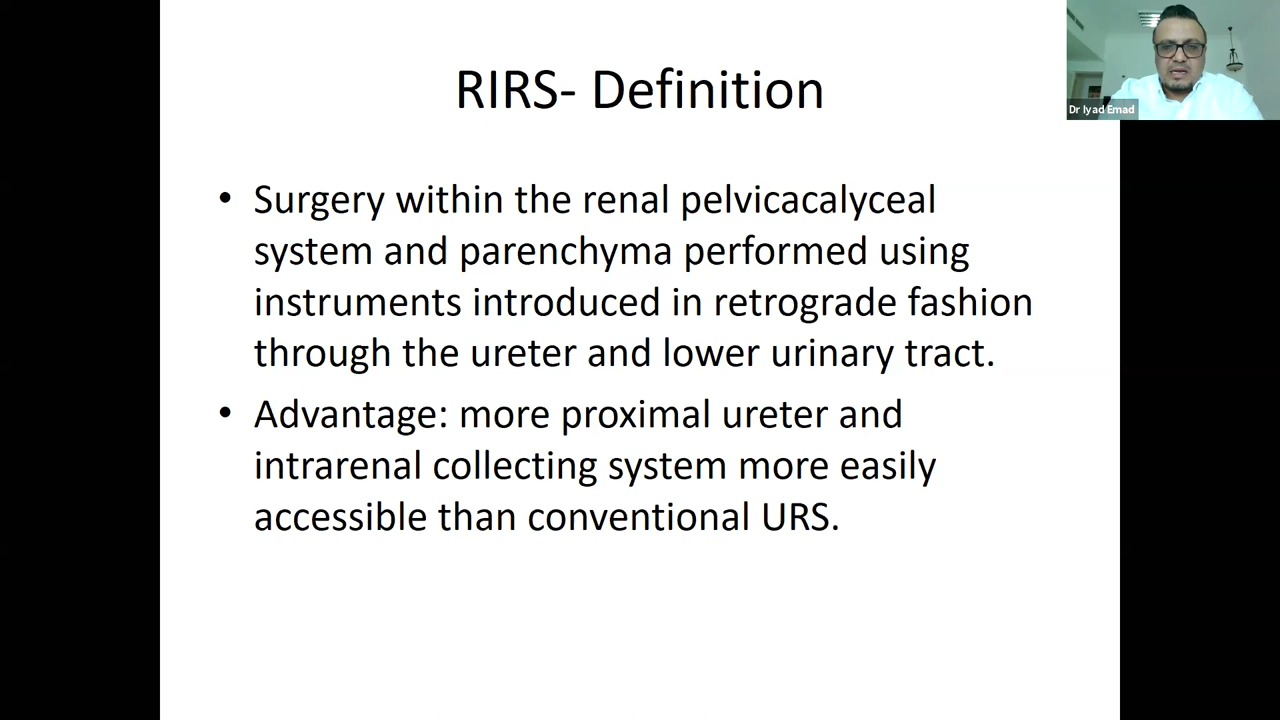 RIRS- Definition
Dr Iyad Emad
• Surgery within the renal pelvicacalyceal
system and parenchyma performed using
instruments introduced in retrograde fashion
through the ureter and lower urinary tract.
• Advantage: more proximal ureter and
intrarenal collecting system more easily
accessible than conventional URS.